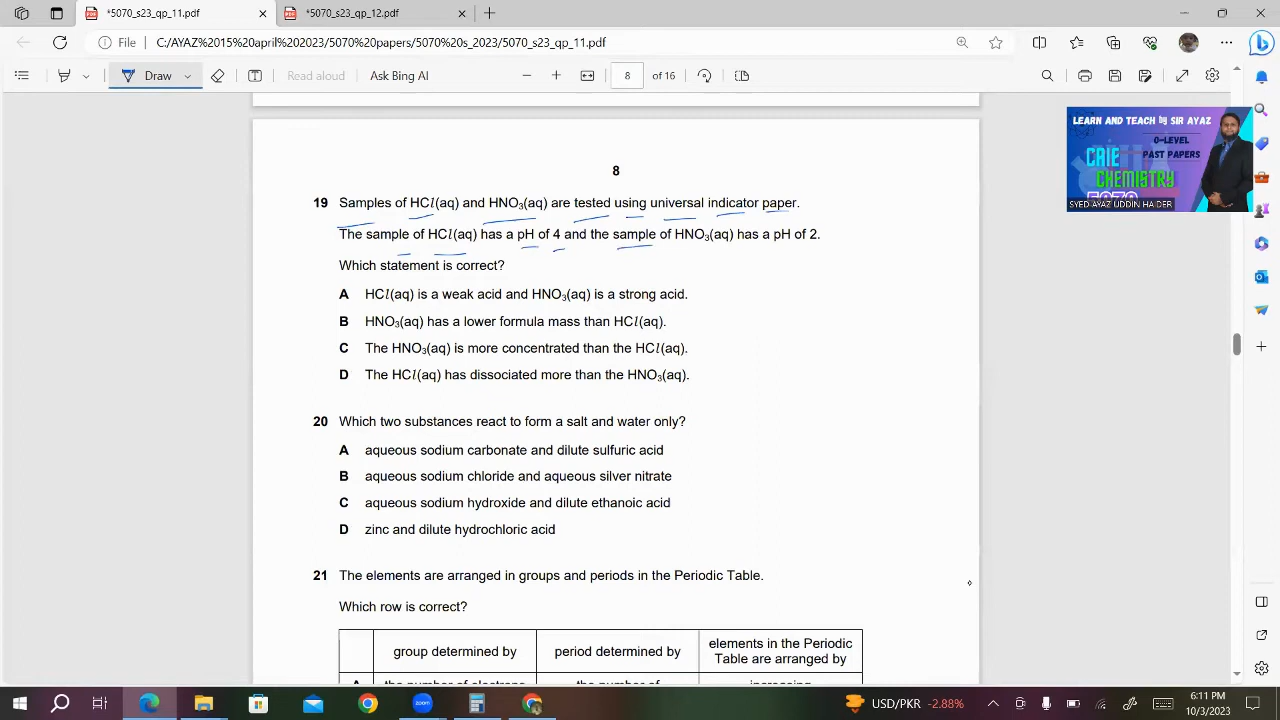 *5070_s23_qp_11.pdf
*5070_s23_qp_12.pdf
File C:/AYAZ%2015%20april%202023/5070%20papers/5070%20s_2023/5070_s23_qp_11.pdf
Draw
Read aloud
Ask Bing AI
8 of 16
LEARN AND TEACH by SIR AYAZ
O-LEVEL
PAST PAPERS
CAIE
CHEMISTRY
5070
SYED AYAZ UDDIN HAIDER
8
19 Samples of HCl(aq) and HNO₃(aq) are tested using universal indicator paper.
The sample of HCl(aq) has a pH of 4 and the sample of HNO₃(aq) has a pH of 2.
Which statement is correct?
A HCl(aq) is a weak acid and HNO₃(aq) is a strong acid.
B HNO₃(aq) has a lower formula mass than HCl(aq).
C The HNO₃(aq) is more concentrated than the HCl(aq).
D The HCl(aq) has dissociated more than the HNO₃(aq).
20 Which two substances react to form a salt and water only?
A aqueous sodium carbonate and dilute sulfuric acid
B aqueous sodium chloride and aqueous silver nitrate
C aqueous sodium hydroxide and dilute ethanoic acid
D zinc and dilute hydrochloric acid
21 The elements are arranged in groups and periods in the Periodic Table.
Which row is correct?
group determined by
period determined by
elements in the Periodic
Table are arranged by
A the number of electrons
the number of
increasing
zoom
USD/PKR -2.88%
6:11 PM
10/3/2023